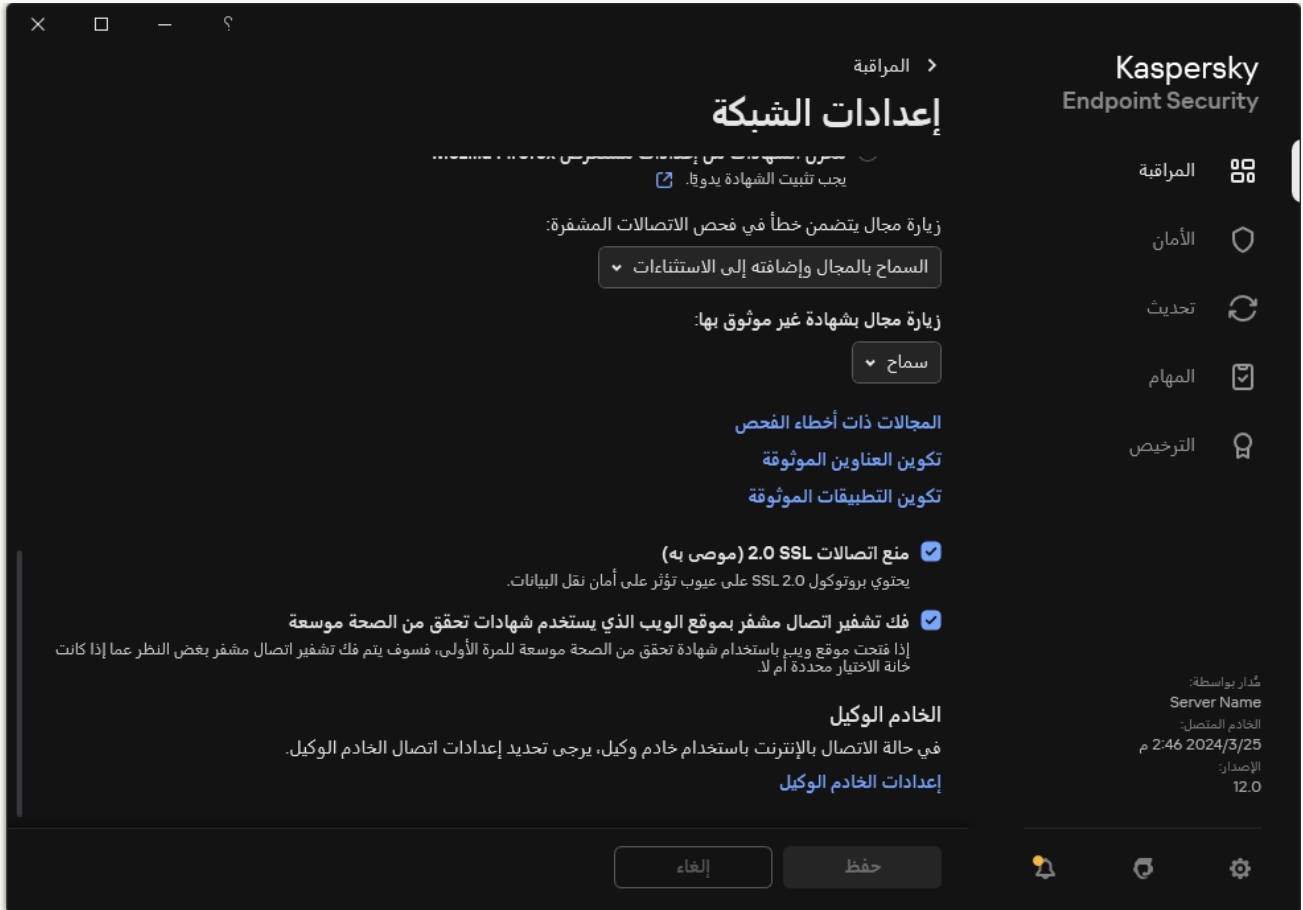 ؟
Kaspersky
Endpoint Security
المراقبة
الأمان
تحديث
المهام
الترخيص
مُدار بواسطة:
Server Name
الخادم المتصل:
2024/3/25 2:46 م
الإصدار:
12.0
المراقبة
إعدادات الشبكة
مخزن الشهادات من إعدادات مستعرض Mozilla Firefox
يجب تثبيت الشهادة يدويًا.
زيارة مجال يتضمن خطأ في فحص الاتصالات المشفرة:
السماح بالمجال وإضافته إلى الاستثناءات
زيارة مجال بشهادة غير موثوق بها:
سماح
المجالات ذات أخطاء الفحص
تكوين العناوين الموثوقة
تكوين التطبيقات الموثوقة
منع اتصالات SSL 2.0 (موصى به)
يحتوي بروتوكول SSL 2.0 على عيوب تؤثر على أمان نقل البيانات.
فك تشفير اتصال مشفر بموقع الويب الذي يستخدم شهادات تحقق من الصحة موسعة
إذا فتحت موقع ويب باستخدام شهادة تحقق من الصحة موسعة للمرة الأولى، فسوف يتم فك تشفير اتصال مشفر بغض النظر عما إذا كانت
خانة الاختيار محددة أم لا.
الخادم الوكيل
في حالة الاتصال بالإنترنت باستخدام خادم وكيل، يرجى تحديد إعدادات اتصال الخادم الوكيل.
إعدادات الخادم الوكيل
حفظ
إلغاء